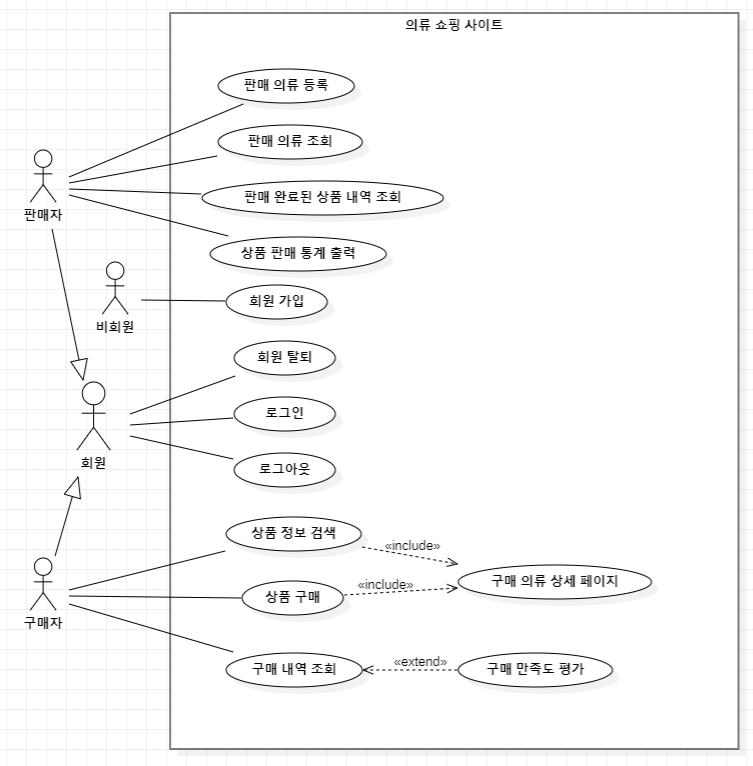 의류 쇼핑 사이트
판매 의류 등록
판매 의류 조회
판매 완료된 상품 내역 조회
판매자
상품 판매 통계 출력
회원 가입
비회원
회원 탈퇴
로그인
회원
로그아웃
상품 정보 검색
«include»
구매 의류 상세 페이지
«include»
상품 구매
구매자
구매 내역 조회
«extend»
구매 만족도 평가